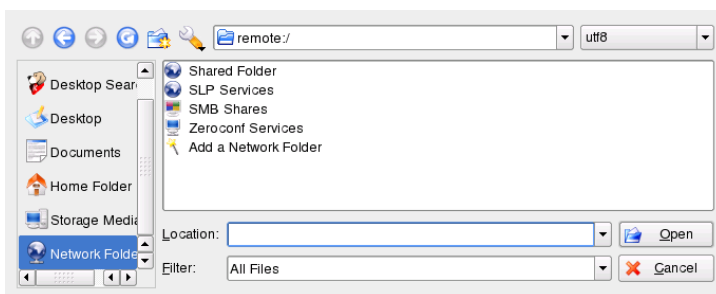 remote:/
utf8
Desktop Sear
Desktop
Documents
Home Folder
Storage Media
Network Folde
Shared Folder
SLP Services
SMB Shares
Zeroconf Services
Add a Network Folder
Location:
Open
Filter:
All Files
Cancel